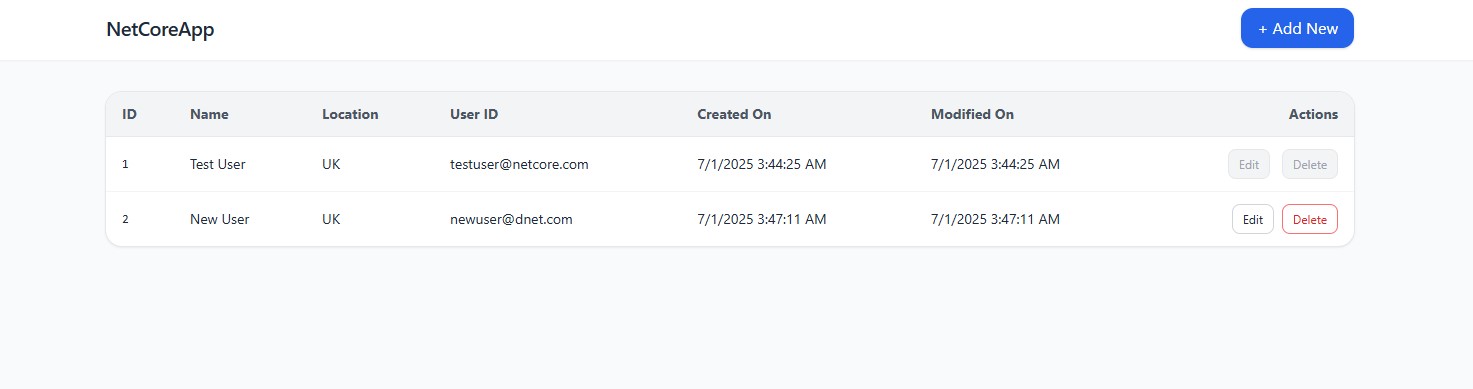 NetCoreApp + Add New
ID Name Location User ID Created On Modified On Actions
1 Test User UK testuser@netcore.com 7/1/2025 3:44:25 AM 7/1/2025 3:44:25 AM Edit Delete
2 New User UK newuser@dnet.com 7/1/2025 3:47:11 AM 7/1/2025 3:47:11 AM Edit Delete